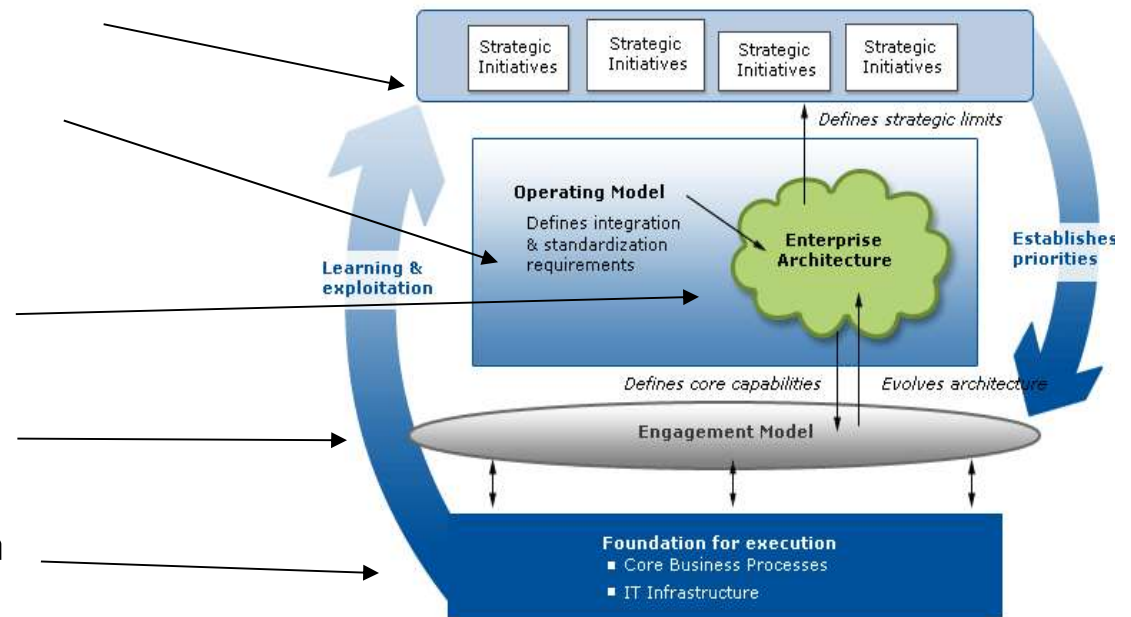 Strategic
Initiatives
Strategic
Initiatives
Strategic
Initiatives
Strategic
Initiatives
Defines strategic limits
Operating Model
Defines integration
& standardization
requirements
Enterprise
Architecture
Learning &
exploitation
Establishes
priorities
Defines core capabilities
Evolves architecture
Engagement Model
Foundation for execution
▪ Core Business Processes
▪ IT Infrastructure